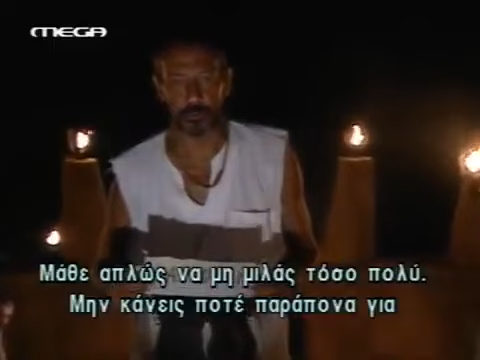 MEGA
Μάθε απλώς να μη μιλάς τόσο πολύ.
Μην κάνεις ποτέ παράπονα για